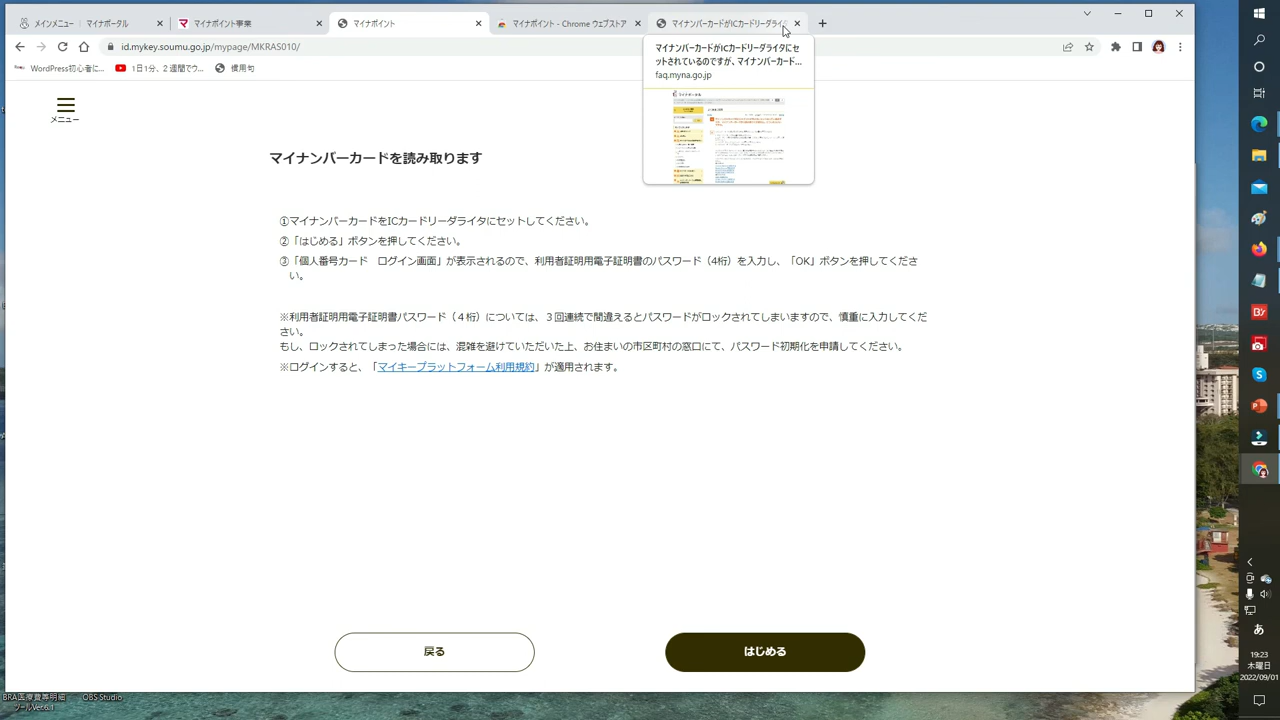 メインメニュー | マイナポータル
マイナポイント事業
マイナポイント
マイナポイント - Chrome ウェブストア
マイナンバーカードがICカードリーダライタ
id.mykey.soumu.go.jp/mypage/MKRAS010/
WordPress初心者に...
1日1分、2週間でウ...
慣用句
マイナンバーカードがICカードリーダライタにセ
ットされているのですが、マイナンバーカード...
faq.myna.go.jp
メニュー
マイナンバーカードを読み取ります
①マイナンバーカードをICカードリーダライタにセットしてください。
②「はじめる」ボタンを押してください。
③「個人番号カード　ログイン画面」が表示されるので、利用者証明用電子証明書のパスワード（4桁）を入力し、「OK」ボタンを押してくださ
い。
※利用者証明用電子証明書パスワード（４桁）については、３回連続で間違えるとパスワードがロックされてしまいますので、慎重に入力してくだ
さい。
もし、ロックされてしまった場合には、混雑を避けていただいた上、お住まいの市区町村の窓口にて、パスワード初期化を申請してください。
※ログインすると、「マイキープラットフォーム利用規約」が適用されます。
戻る
はじめる
BRA医療費等明細
ツールVer.6.1
OBS Studio
あ
19:23
木曜日
2022/09/01